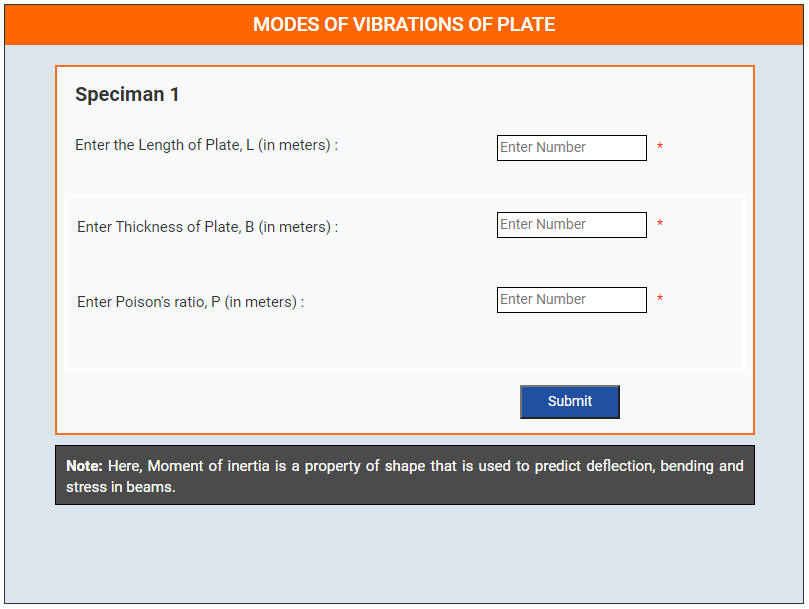 MODES OF VIBRATIONS OF PLATE
Speciman 1
Enter the Length of Plate, L (in meters) :
Enter Number *
Enter Thickness of Plate, B (in meters) :
Enter Number *
Enter Poison's ratio, P (in meters) :
Enter Number *
Submit
Note: Here, Moment of inertia is a property of shape that is used to predict deflection, bending and
stress in beams.